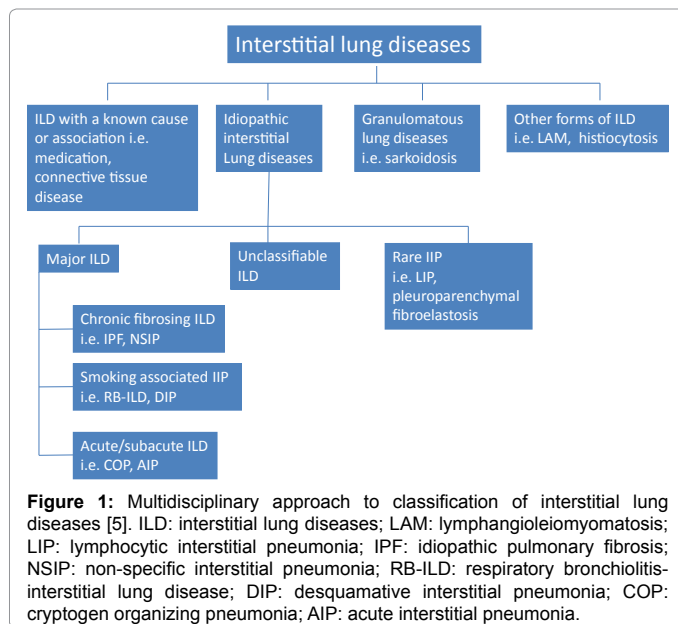 Interstitial lung diseases
ILD with a known cause
or association i.e.
medication,
connective tissue
disease
Idiopathic
interstitial
Lung diseases
Granulomatous
lung diseases
i.e. sarkoidosis
Other forms of ILD
i.e. LAM, histiocytosis
Major ILD
Unclassifiable
ILD
Rare IIP
i.e. LIP,
pleuroparenchymal
fibroelastosis
Chronic fibrosing ILD
i.e. IPF, NSIP
Smoking associated IIP
i.e. RB-ILD, DIP
Acute/subacute ILD
i.e. COP, AIP
Figure 1: Multidisciplinary approach to classification of interstitial lung
diseases [5]. ILD: interstitial lung diseases; LAM: lymphangioleiomyomatosis;
LIP: lymphocytic interstitial pneumonia; IPF: idiopathic pulmonary fibrosis;
NSIP: non-specific interstitial pneumonia; RB-ILD: respiratory bronchiolitis-
interstitial lung disease; DIP: desquamative interstitial pneumonia; COP:
cryptogen organizing pneumonia; AIP: acute interstitial pneumonia.